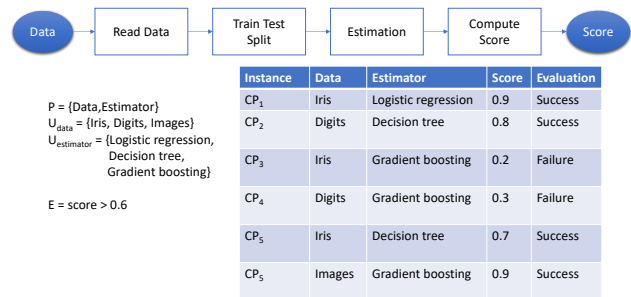 Data
Read Data
Train Test
Split
Estimation
Compute
Score
Score
P = {Data,Estimator}
U_data = {Iris, Digits, Images}
U_estimator = {Logistic regression,
Decision tree,
Gradient boosting}
E = score > 0.6
Instance Data Estimator Score Evaluation
CP₁ Iris Logistic regression 0.9 Success
CP₂ Digits Decision tree 0.8 Success
CP₃ Iris Gradient boosting 0.2 Failure
CP₄ Digits Gradient boosting 0.3 Failure
CP₅ Iris Decision tree 0.7 Success
CP₅ Images Gradient boosting 0.9 Success